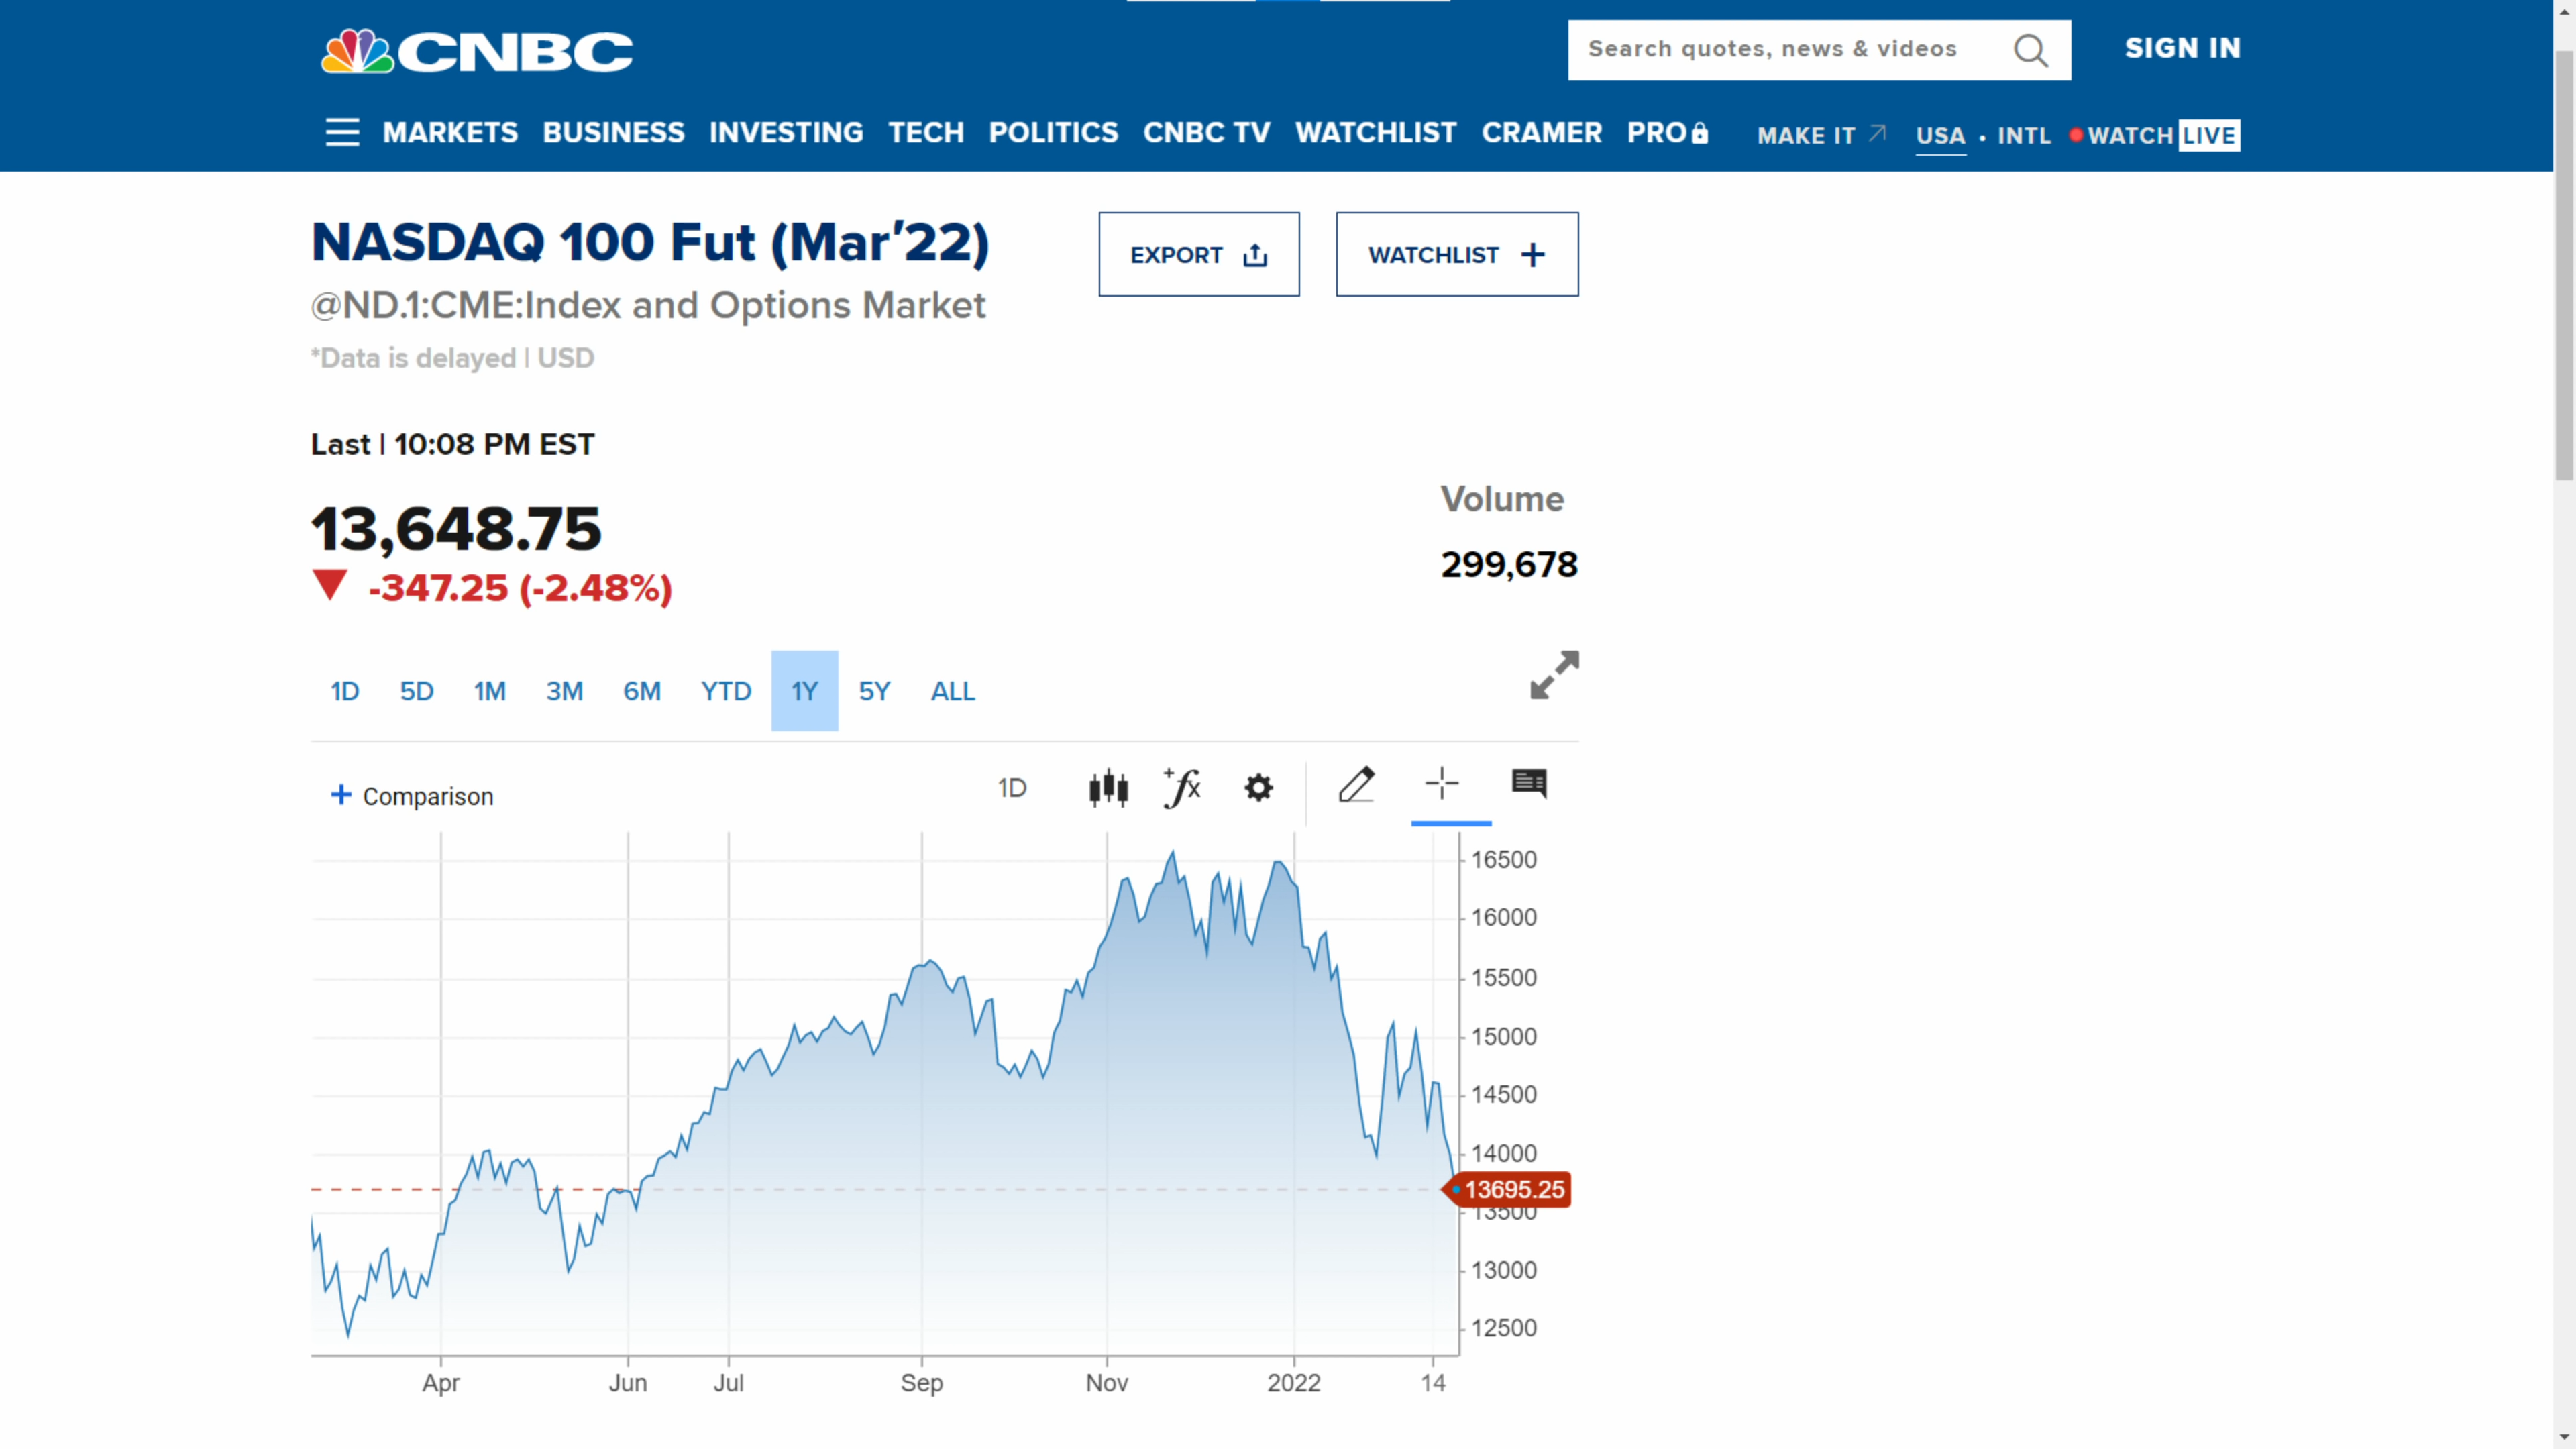 CNBC
Search quotes, news & videos
SIGN IN
MARKETS BUSINESS INVESTING TECH POLITICS CNBC TV WATCHLIST CRAMER PRO MAKE IT USA • INTL WATCH LIVE
NASDAQ 100 Fut (Mar′22)
EXPORT
WATCHLIST +
@ND.1:CME:Index and Options Market
*Data is delayed | USD
Last | 10:08 PM EST
13,648.75
-347.25 (-2.48%)
Volume
299,678
1D 5D 1M 3M 6M YTD 1Y 5Y ALL
+ Comparison
1D
+fx
16500
16000
15500
15000
14500
14000
13695.25
13500
13000
12500
Apr Jun Jul Sep Nov 2022 14